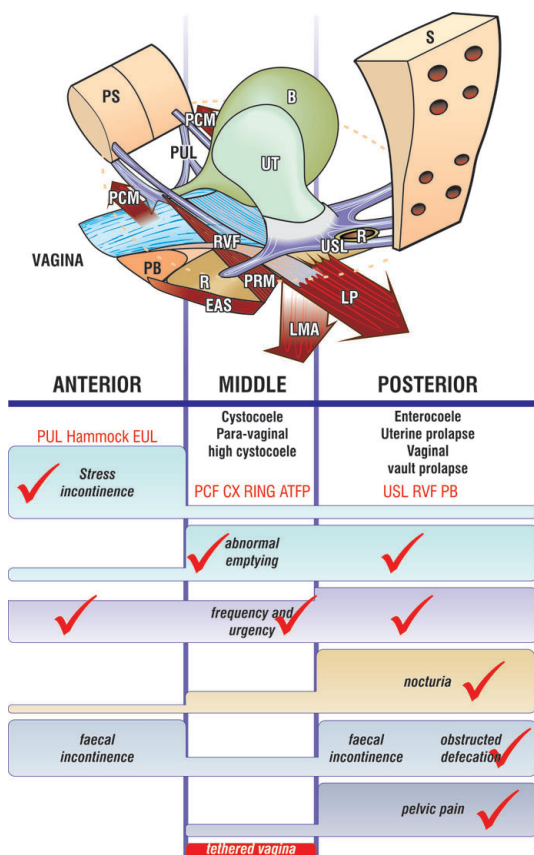 S
PS
B
PCM
PUL
UT
PCM
RVF
USL
R
VAGINA
PB
R
PRM
LP
EAS
LMA
ANTERIOR
MIDDLE
POSTERIOR
PUL Hammock EUL
Cystocoele
Para-vaginal
high cystocoele
PCF CX RING ATFP
Enterocoele
Uterine prolapse
Vaginal
vault prolapse
USL RVF PB
Stress
incontinence
abnormal
emptying
frequency and
urgency
nocturia
faecal
incontinence
faecal
incontinence
obstructed
defecation
pelvic pain
tethered vagina